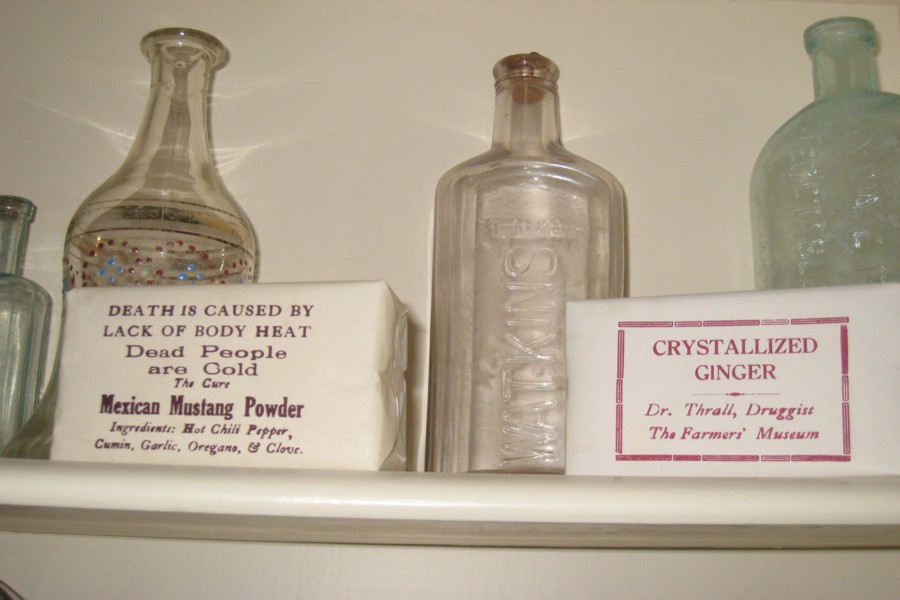 DEATH IS CAUSED BY
LACK OF BODY HEAT
Dead People
are Cold
The Cure
Mexican Mustang Powder
Ingredients: Hot Chili Pepper,
Cumin, Garlic, Oregano, & Clove.
WATKINS
CRYSTALLIZED
GINGER
Dr. Thrall, Druggist
The Farmers' Museum